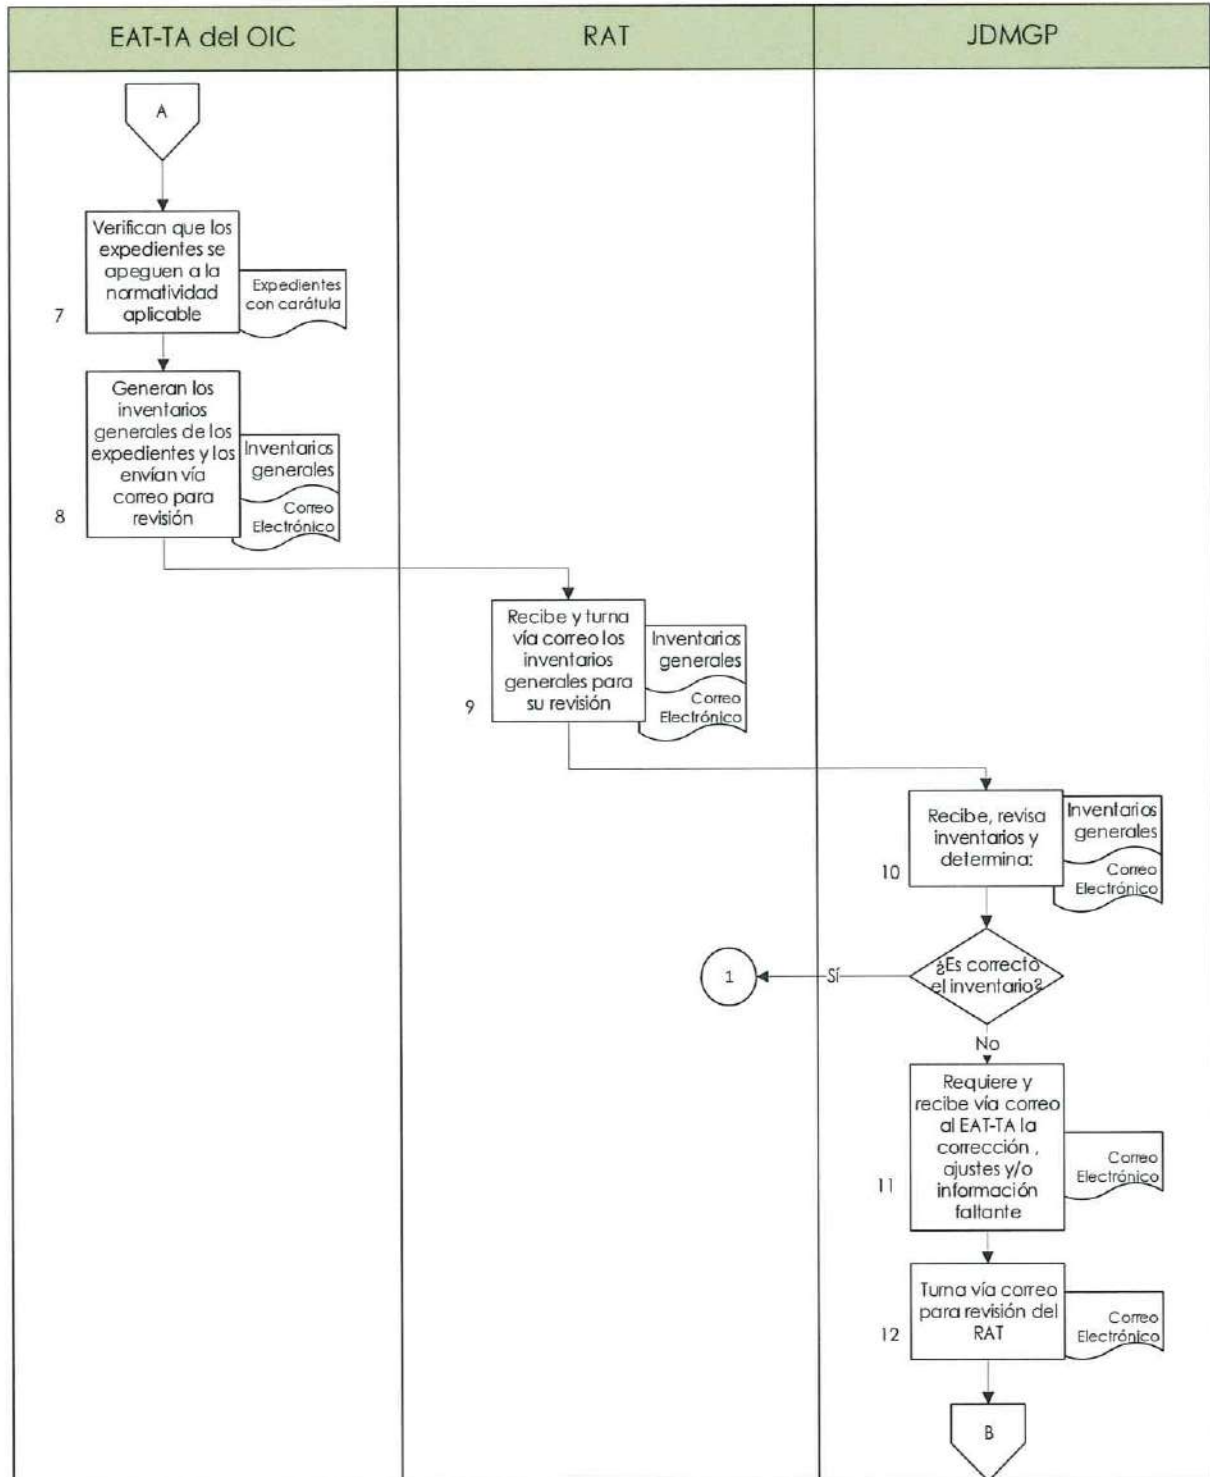 EAT-TA del OIC
RAT
JDMGP
A
Verifican que los
expedientes se
apeguen a la
normatividad
aplicable
Expedientes
con carátula
7
Generan los
inventarios
generales de los
expedientes y los
envían vía
correo para
revisión
Inventarios
generales
Correo
Electrónico
8
Recibe y turna
vía correo los
inventarios
generales para
su revisión
Inventarios
generales
Correo
Electrónico
9
Recibe, revisa
inventarios y
determina:
Inventarios
generales
Correo
Electrónico
10
¿Es correcto
el inventario?
Sí
1
No
Requiere y
recibe vía correo
al EAT-TA la
corrección ,
ajustes y/o
información
faltante
Correo
Electrónico
11
Turna vía correo
para revisión del
RAT
Correo
Electrónico
12
B